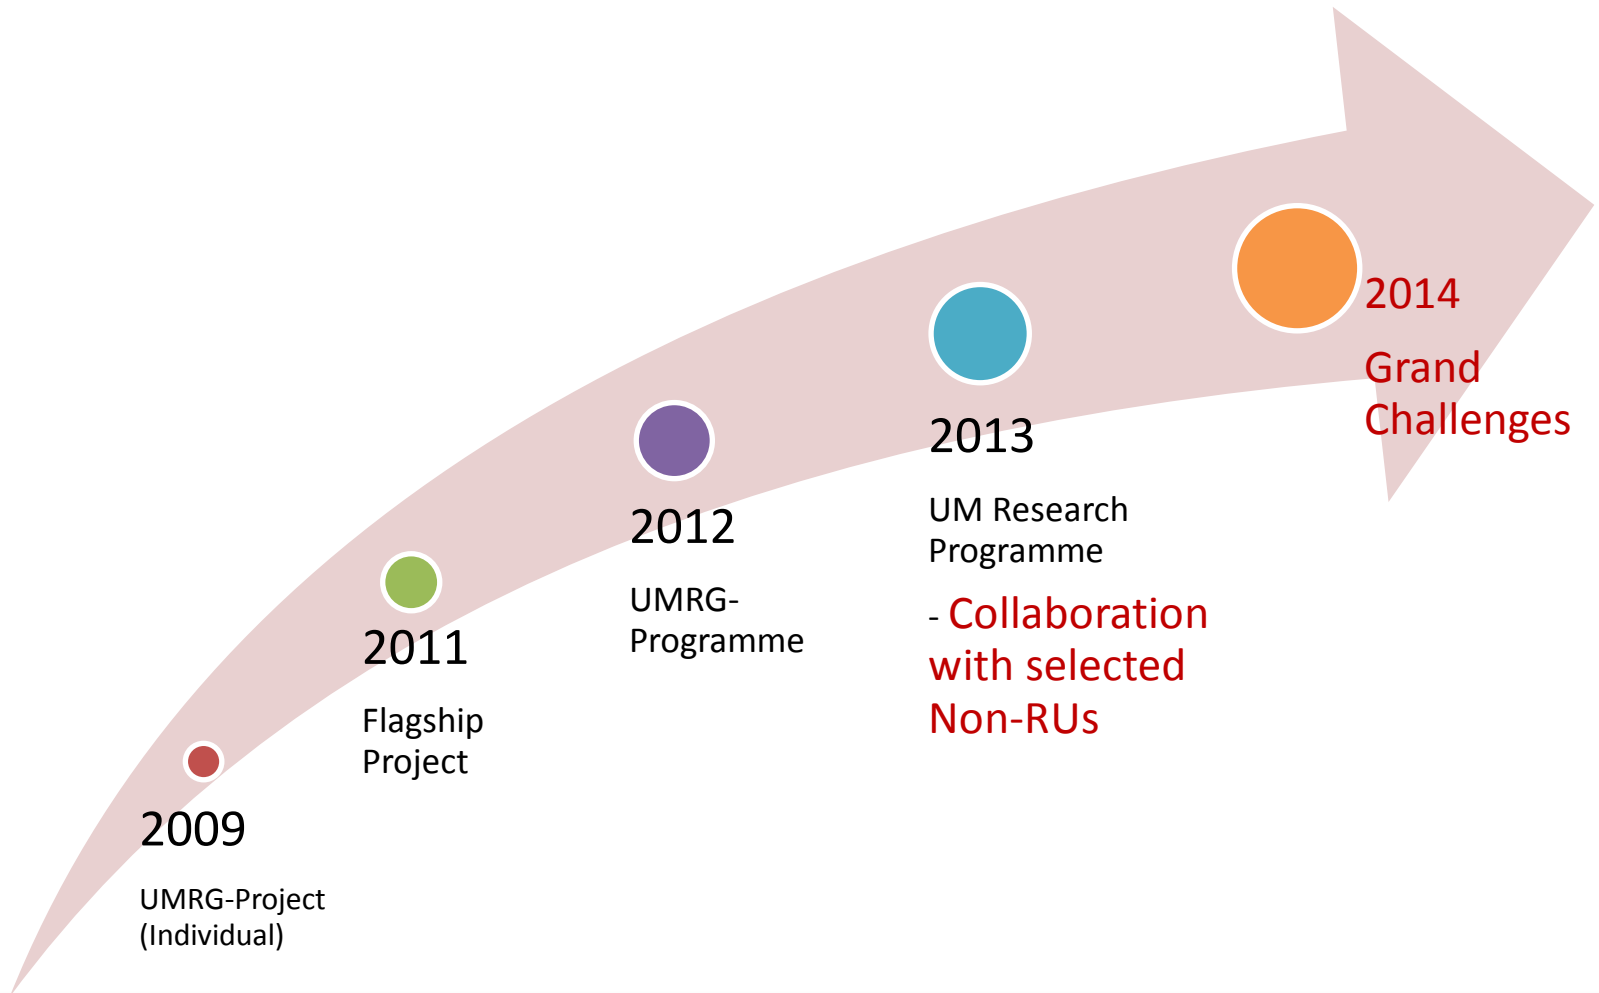 2009
UMRG-Project
(Individual)
2011
Flagship
Project
2012
UMRG-
Programme
2013
UM Research
Programme
- Collaboration
with selected
Non-RUs
2014
Grand
Challenges